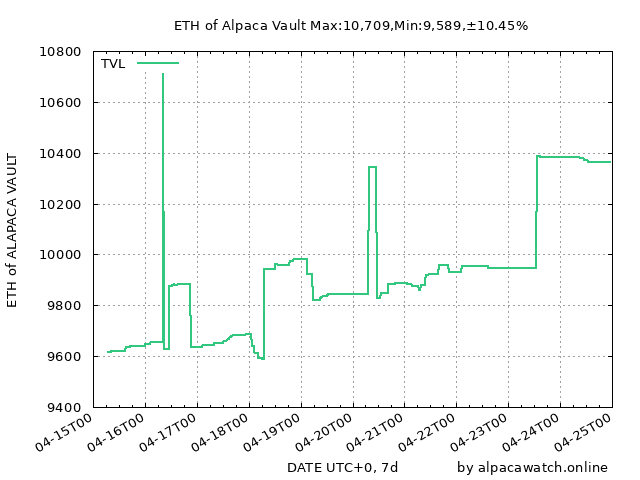 ETH of Alpaca Vault Max:10,709,Min:9,589,±10.45%
TVL
10800
10600
10400
10200
10000
9800
9600
9400
ETH of ALAPACA VAULT
04-15T00
04-16T00
04-17T00
04-18T00
04-19T00
04-20T00
04-21T00
04-22T00
04-23T00
04-24T00
04-25T00
DATE UTC+0, 7d
by alpacawatch.online